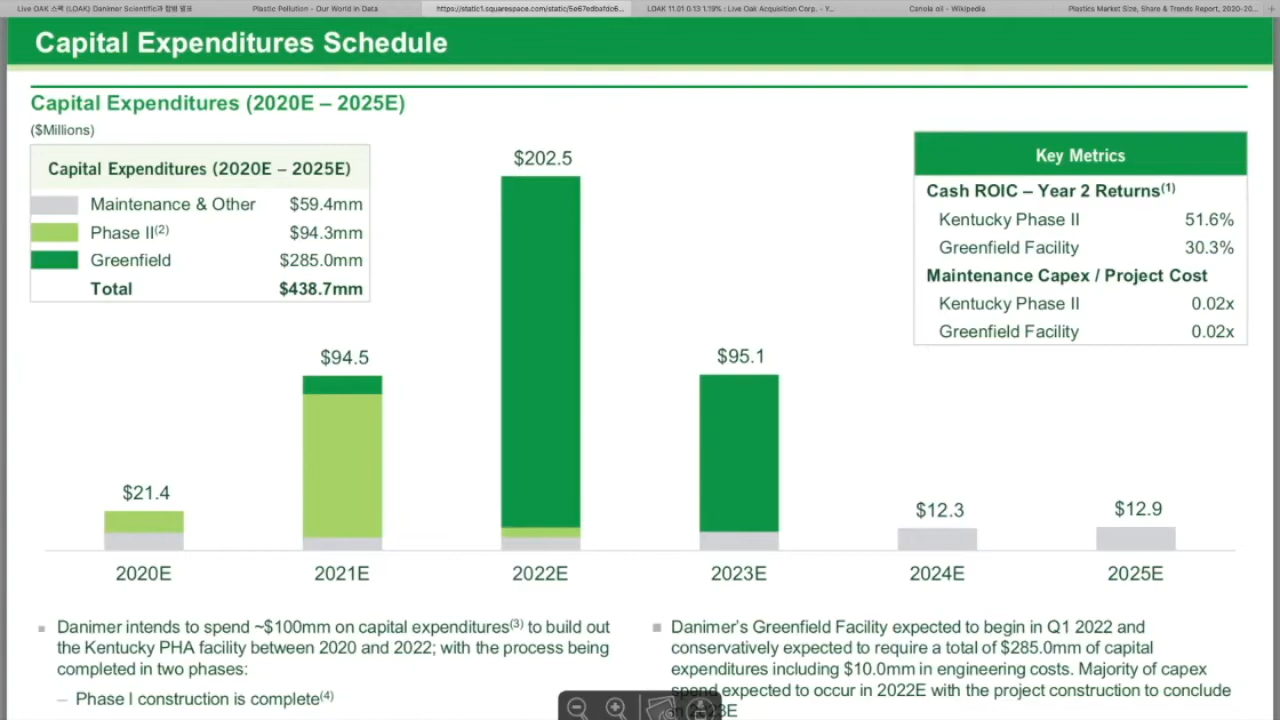 Live OAK 스팩 (LOAK) Danimer Scientific과 합병 발표
Plastic Pollution - Our World in Data
https://static1.squarespace.com/static/5e67edbafdc6...
LOAK 11.01 0.13 1.19% : Live Oak Acquisition Corp. - Y...
Canola oil - Wikipedia
Plastics Market Size, Share & Trends Report, 2020-20...
Capital Expenditures Schedule
Capital Expenditures (2020E – 2025E)
($Millions)
Capital Expenditures (2020E – 2025E)
Maintenance & Other $59.4mm
Phase II(2) $94.3mm
Greenfield $285.0mm
Total $438.7mm
Key Metrics
Cash ROIC – Year 2 Returns(1)
Kentucky Phase II 51.6%
Greenfield Facility 30.3%
Maintenance Capex / Project Cost
Kentucky Phase II 0.02x
Greenfield Facility 0.02x
$21.4
$94.5
$202.5
$95.1
$12.3
$12.9
2020E
2021E
2022E
2023E
2024E
2025E
Danimer intends to spend ~$100mm on capital expenditures(3) to build out
the Kentucky PHA facility between 2020 and 2022; with the process being
completed in two phases:
– Phase I construction is complete(4)
Danimer's Greenfield Facility expected to begin in Q1 2022 and
conservatively expected to require a total of $285.0mm of capital
expenditures including $10.0mm in engineering costs. Majority of capex
spend expected to occur in 2022E with the project construction to conclude
in 2023E